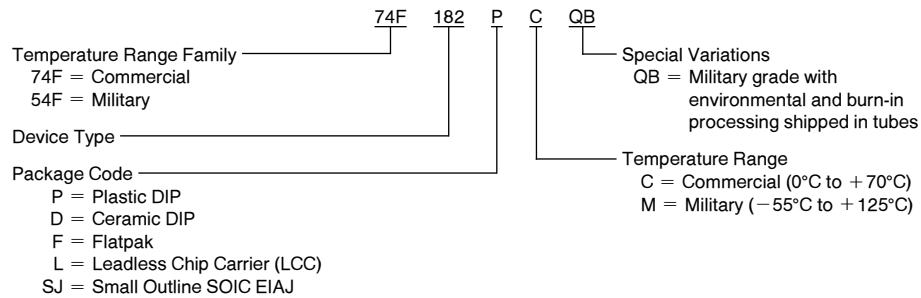 74F 182 P C QB
Temperature Range Family
74F = Commercial
54F = Military
Device Type
Package Code
P = Plastic DIP
D = Ceramic DIP
F = Flatpak
L = Leadless Chip Carrier (LCC)
SJ = Small Outline SOIC EIAJ
Special Variations
QB = Military grade with
environmental and burn-in
processing shipped in tubes
Temperature Range
C = Commercial (0°C to +70°C)
M = Military (−55°C to +125°C)